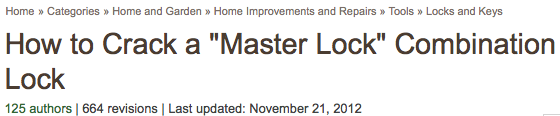 Home » Categories » Home and Garden » Home Improvements and Repairs » Tools » Locks and Keys
How to Crack a "Master Lock" Combination
Lock
125 authors | 664 revisions | Last updated: November 21, 2012